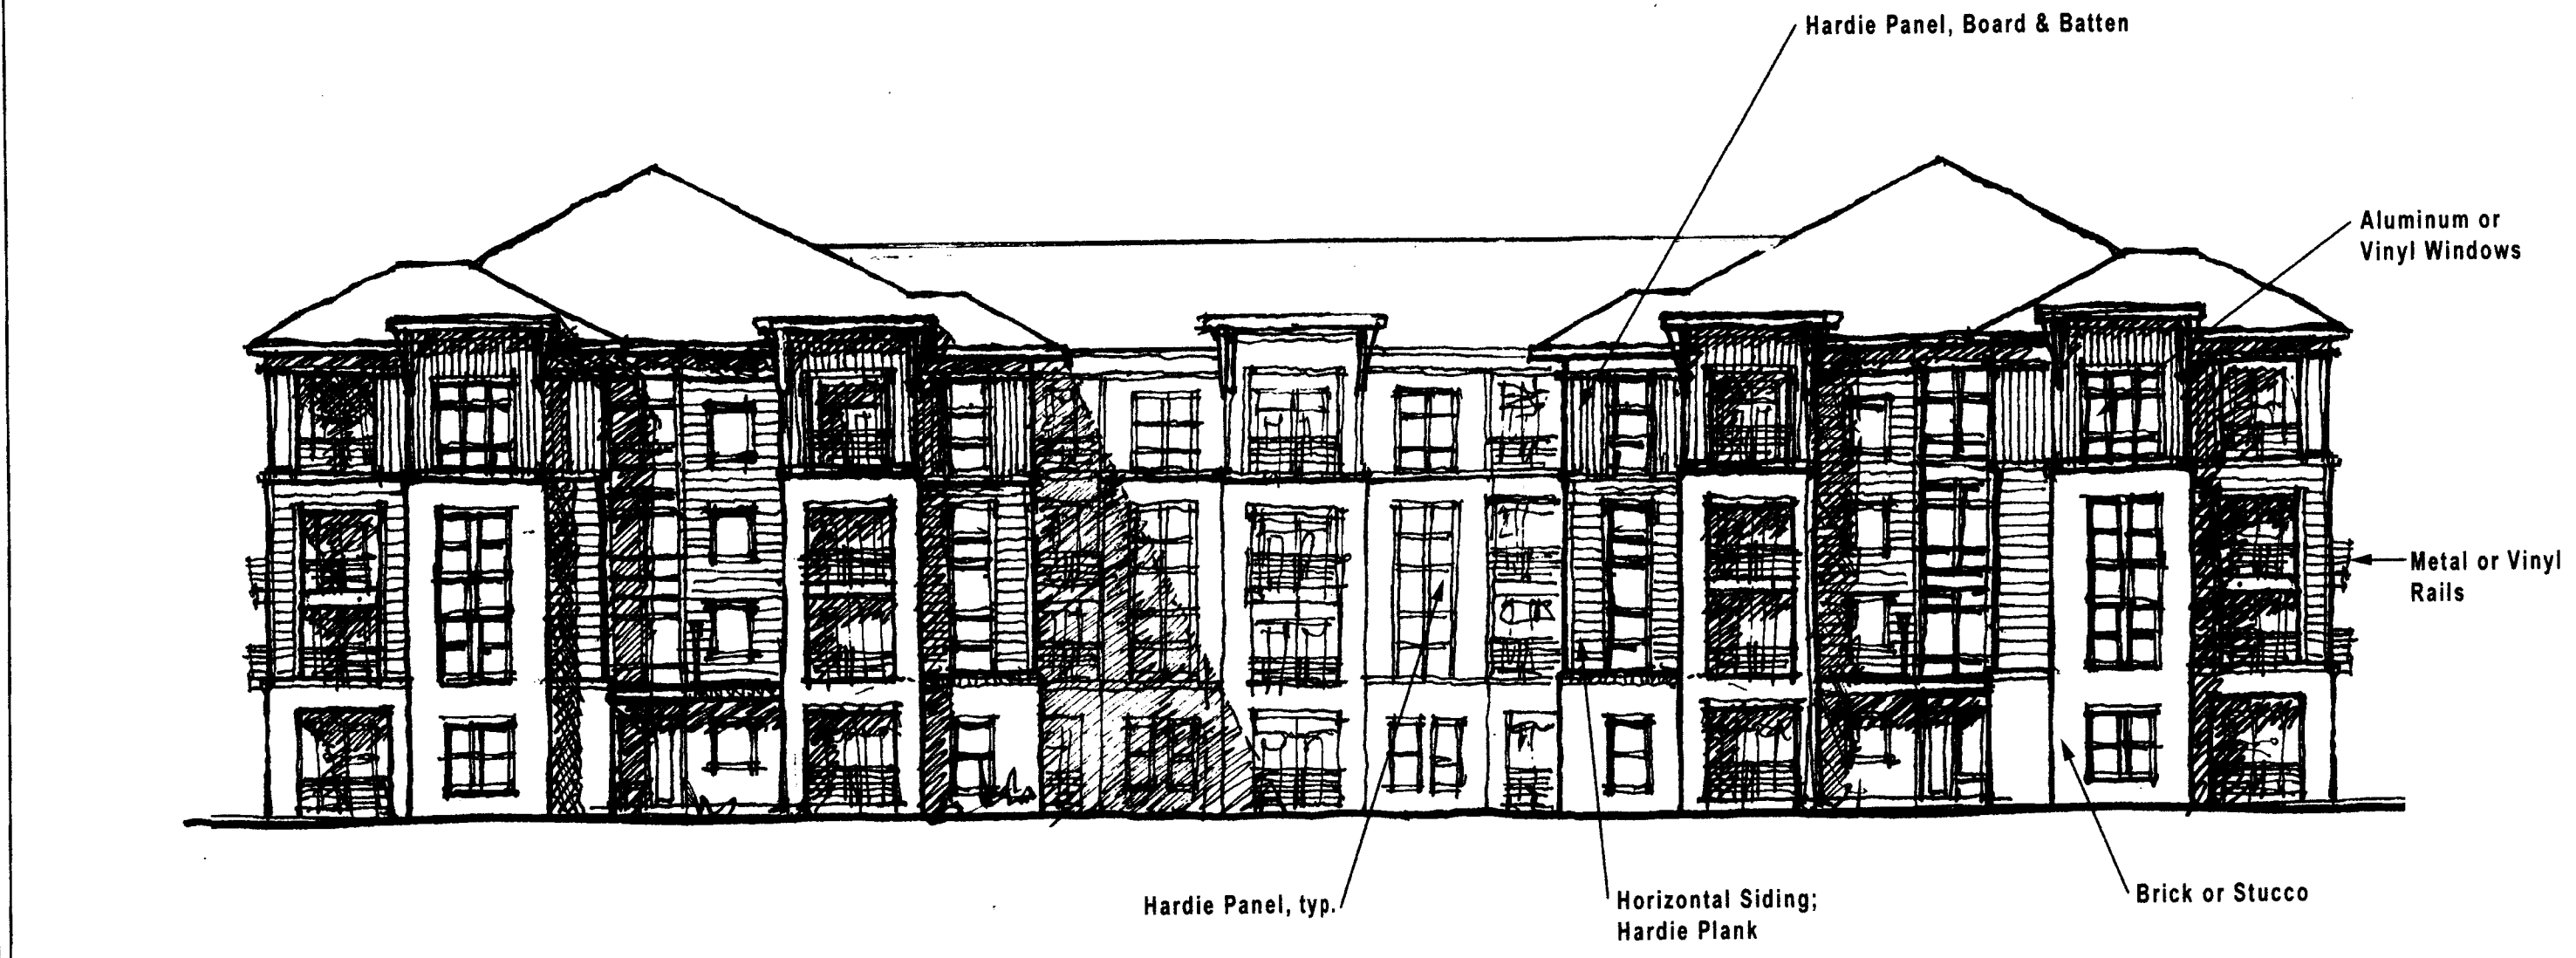 Hardie Panel, Board & Batten
Aluminum or
Vinyl Windows
Metal or Vinyl
Rails
Hardie Panel, typ.
Horizontal Siding;
Hardie Plank
Brick or Stucco